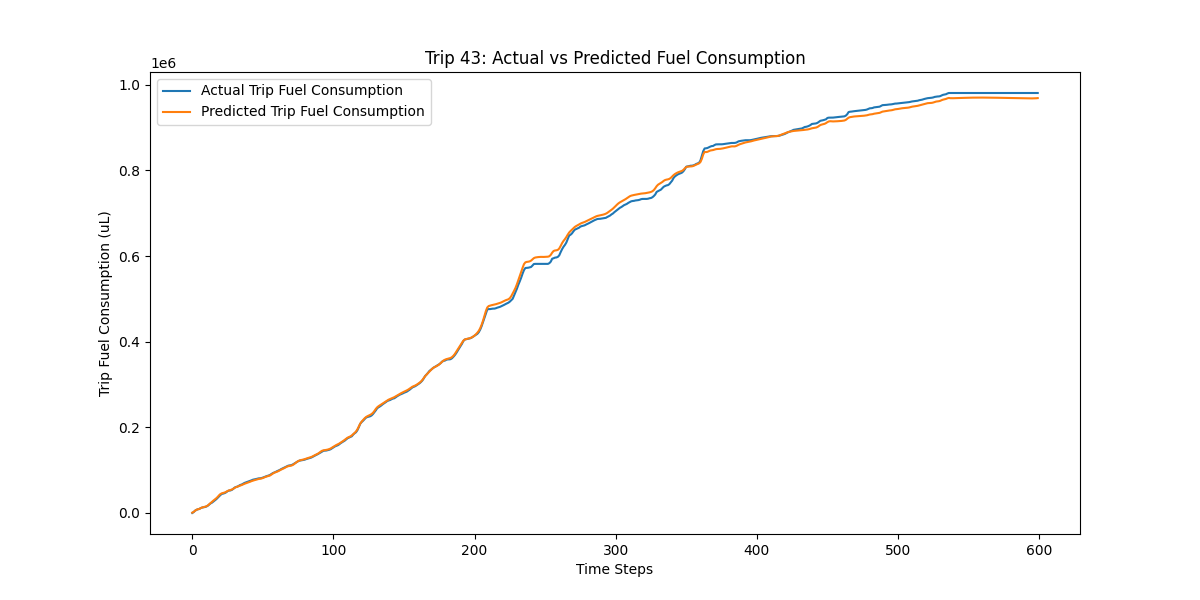 Trip 43: Actual vs Predicted Fuel Consumption
1e6
1.0
0.8
0.6
0.4
0.2
0.0
Trip Fuel Consumption (uL)
Actual Trip Fuel Consumption
Predicted Trip Fuel Consumption
0 100 200 300 400 500 600
Time Steps